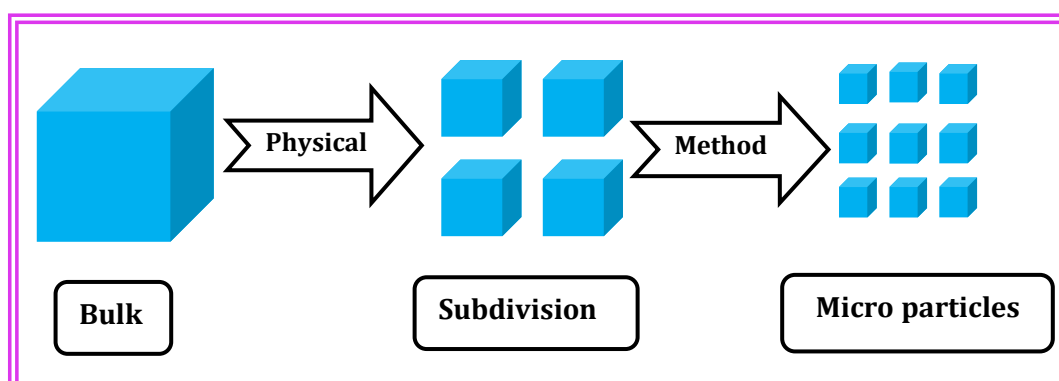 Physical
Method
Bulk
Subdivision
Micro particles